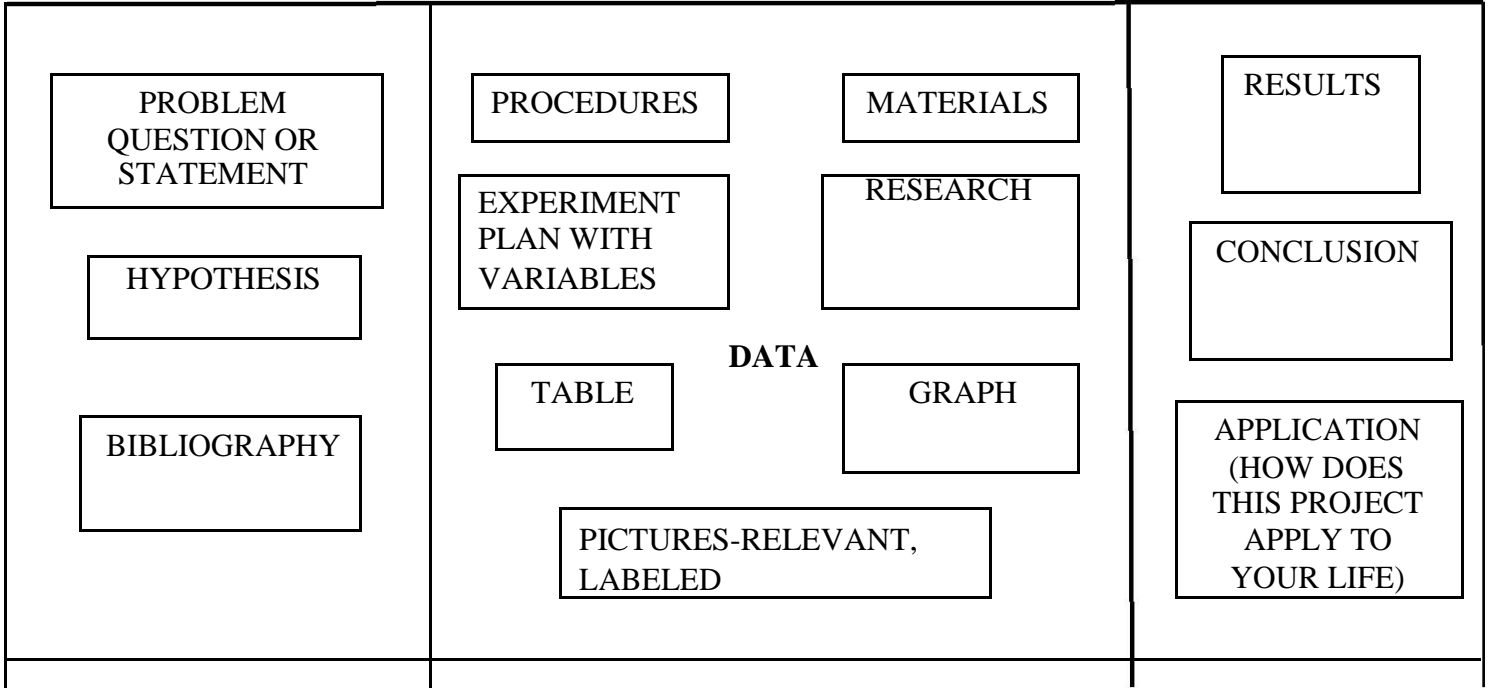 PROBLEM
QUESTION OR
STATEMENT
HYPOTHESIS
BIBLIOGRAPHY
PROCEDURES
MATERIALS
EXPERIMENT
PLAN WITH
VARIABLES
RESEARCH
DATA
TABLE
GRAPH
PICTURES-RELEVANT,
LABELED
RESULTS
CONCLUSION
APPLICATION
(HOW DOES
THIS PROJECT
APPLY TO
YOUR LIFE)